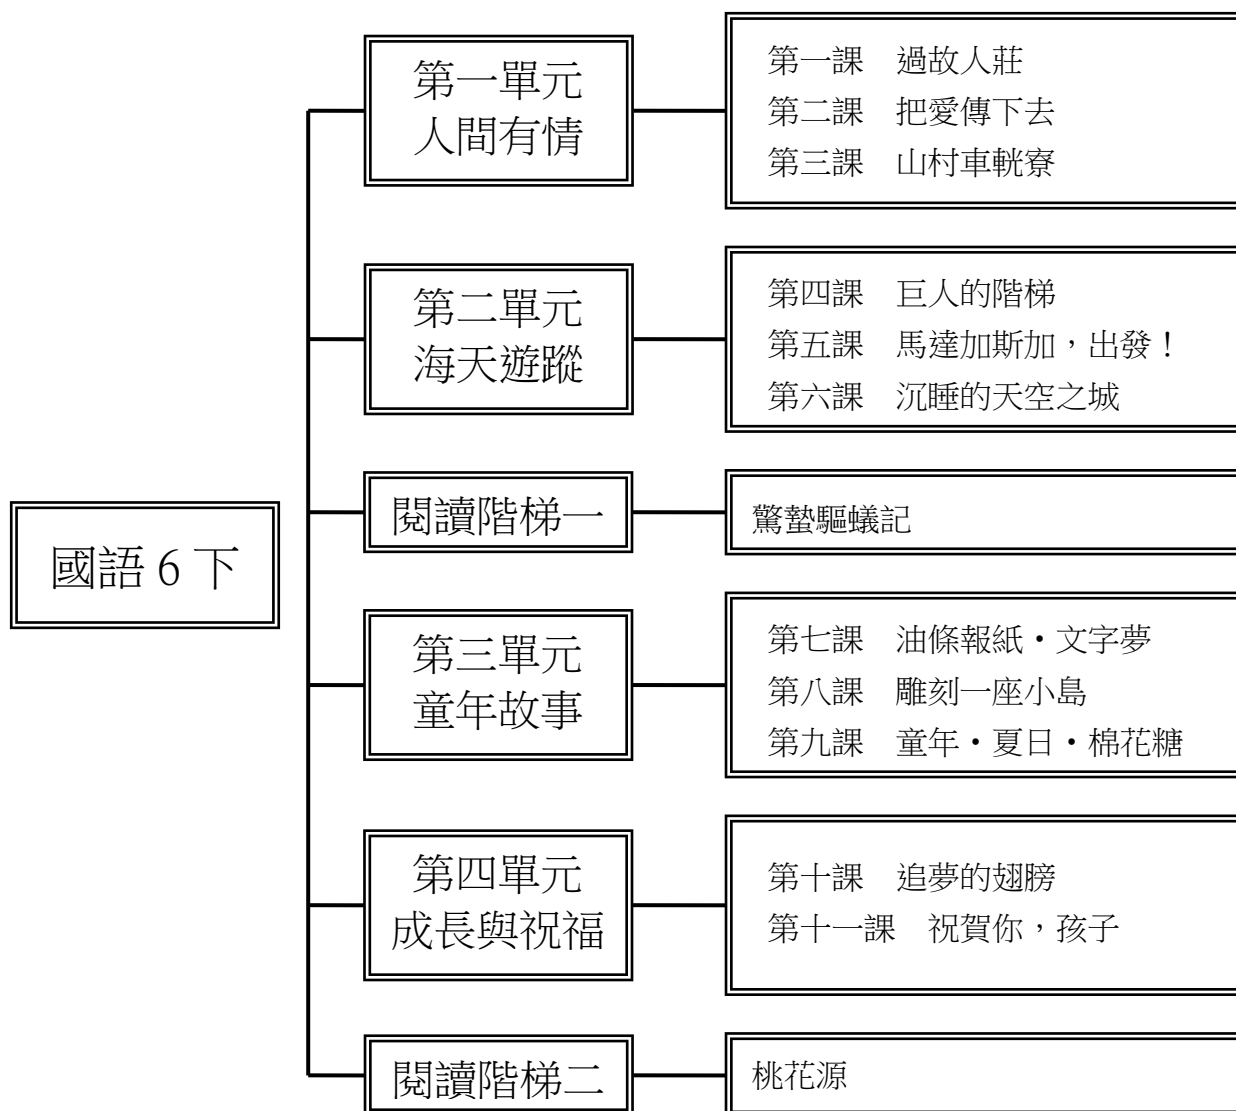 國語 6 下
第一單元
人間有情
第一課　過故人莊
第二課　把愛傳下去
第三課　山村車輄寮
第二單元
海天遊蹤
第四課　巨人的階梯
第五課　馬達加斯加，出發！
第六課　沉睡的天空之城
閱讀階梯一
驚蟄驅蟻記
第三單元
童年故事
第七課　油條報紙‧文字夢
第八課　雕刻一座小島
第九課　童年‧夏日‧棉花糖
第四單元
成長與祝福
第十課　追夢的翅膀
第十一課　祝賀你，孩子
閱讀階梯二
桃花源